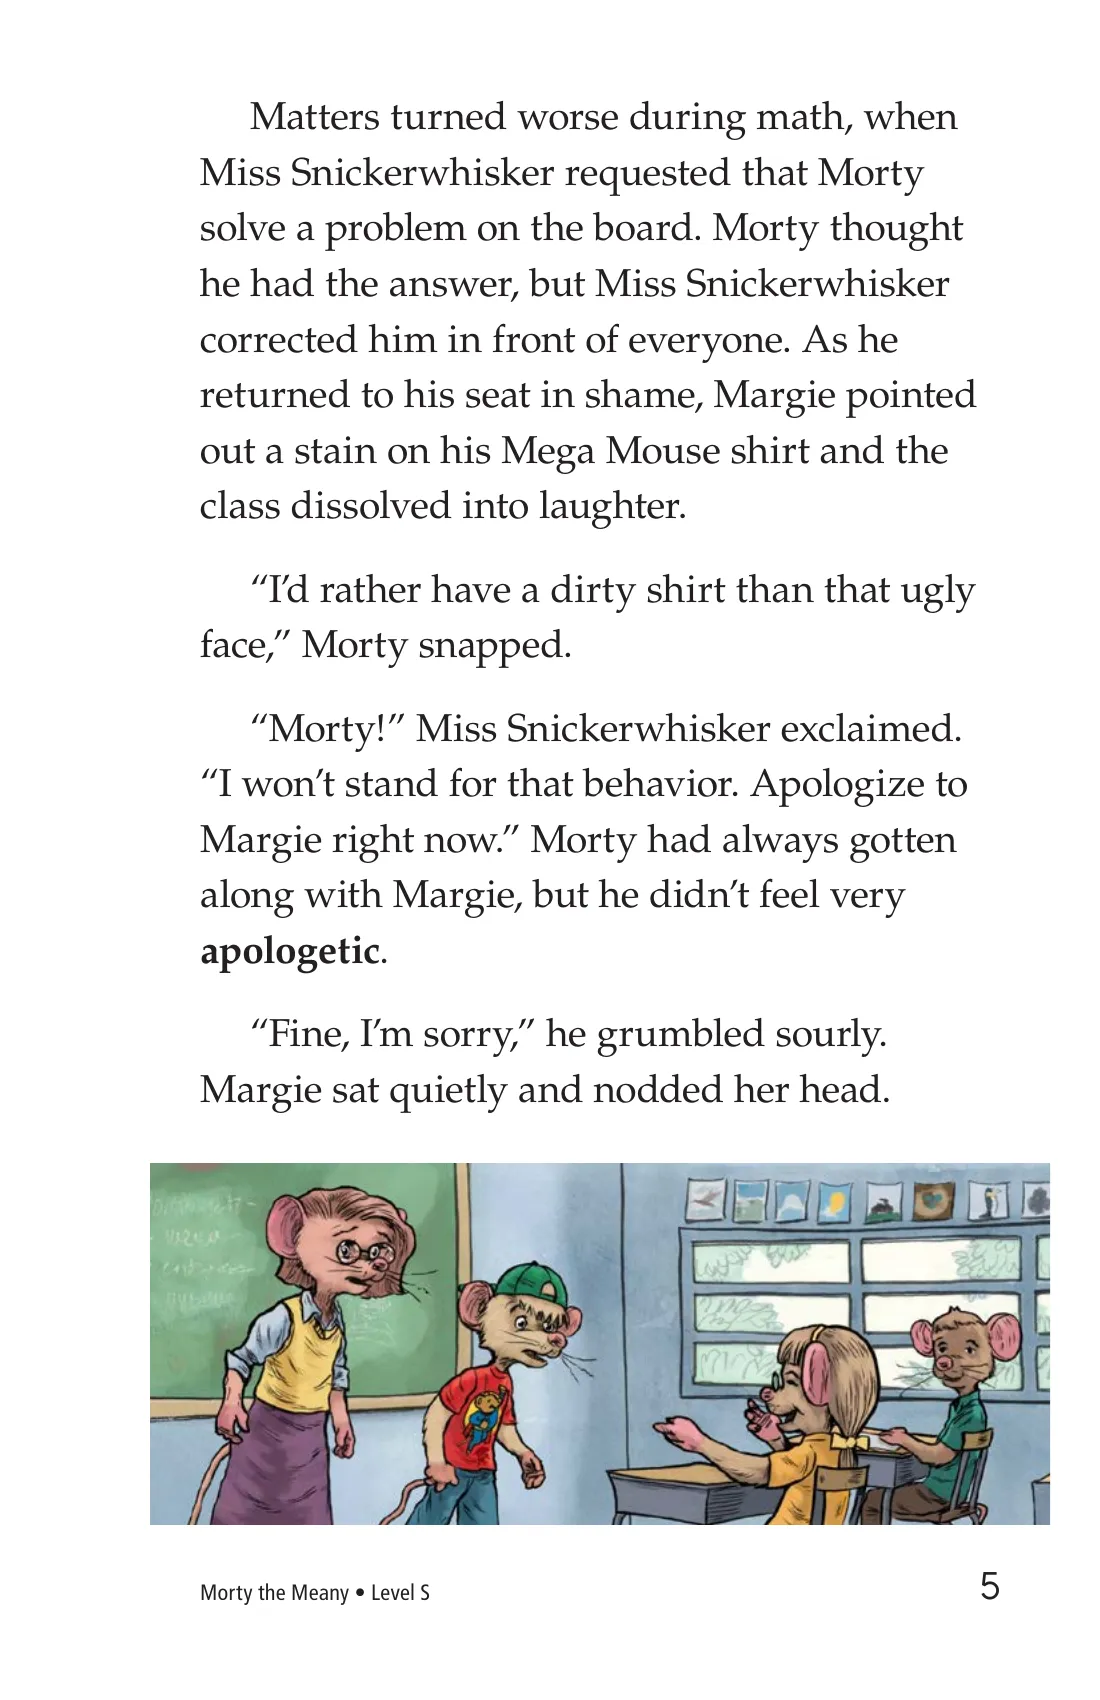 Matters turned worse during math, when
Miss Snickerwhisker requested that Morty
solve a problem on the board. Morty thought
he had the answer, but Miss Snickerwhisker
corrected him in front of everyone. As he
returned to his seat in shame, Margie pointed
out a stain on his Mega Mouse shirt and the
class dissolved into laughter.
“I’d rather have a dirty shirt than that ugly
face,” Morty snapped.
“Morty!” Miss Snickerwhisker exclaimed.
“I won’t stand for that behavior. Apologize to
Margie right now.” Morty had always gotten
along with Margie, but he didn’t feel very
apologetic.
“Fine, I’m sorry,” he grumbled sourly.
Margie sat quietly and nodded her head.
Morty the Meany • Level S
5